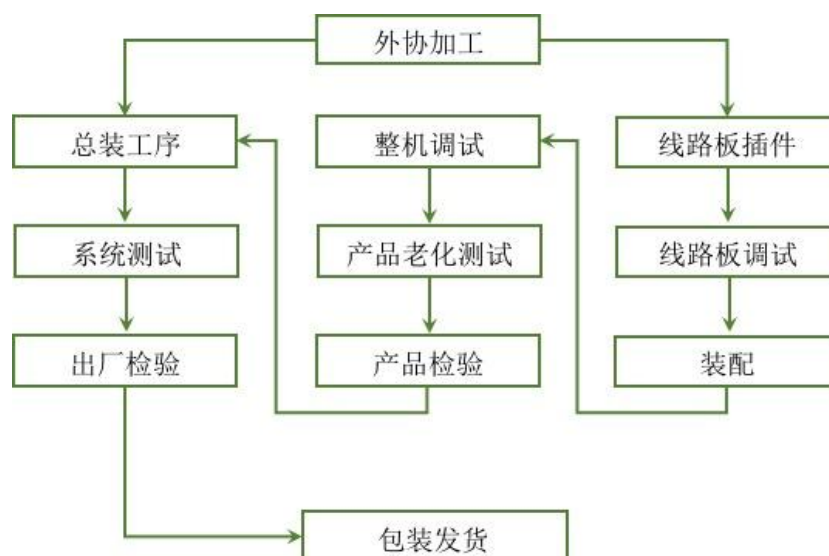 外协加工
总装工序
整机调试
线路板插件
系统测试
产品老化测试
线路板调试
出厂检验
产品检验
装配
包装发货